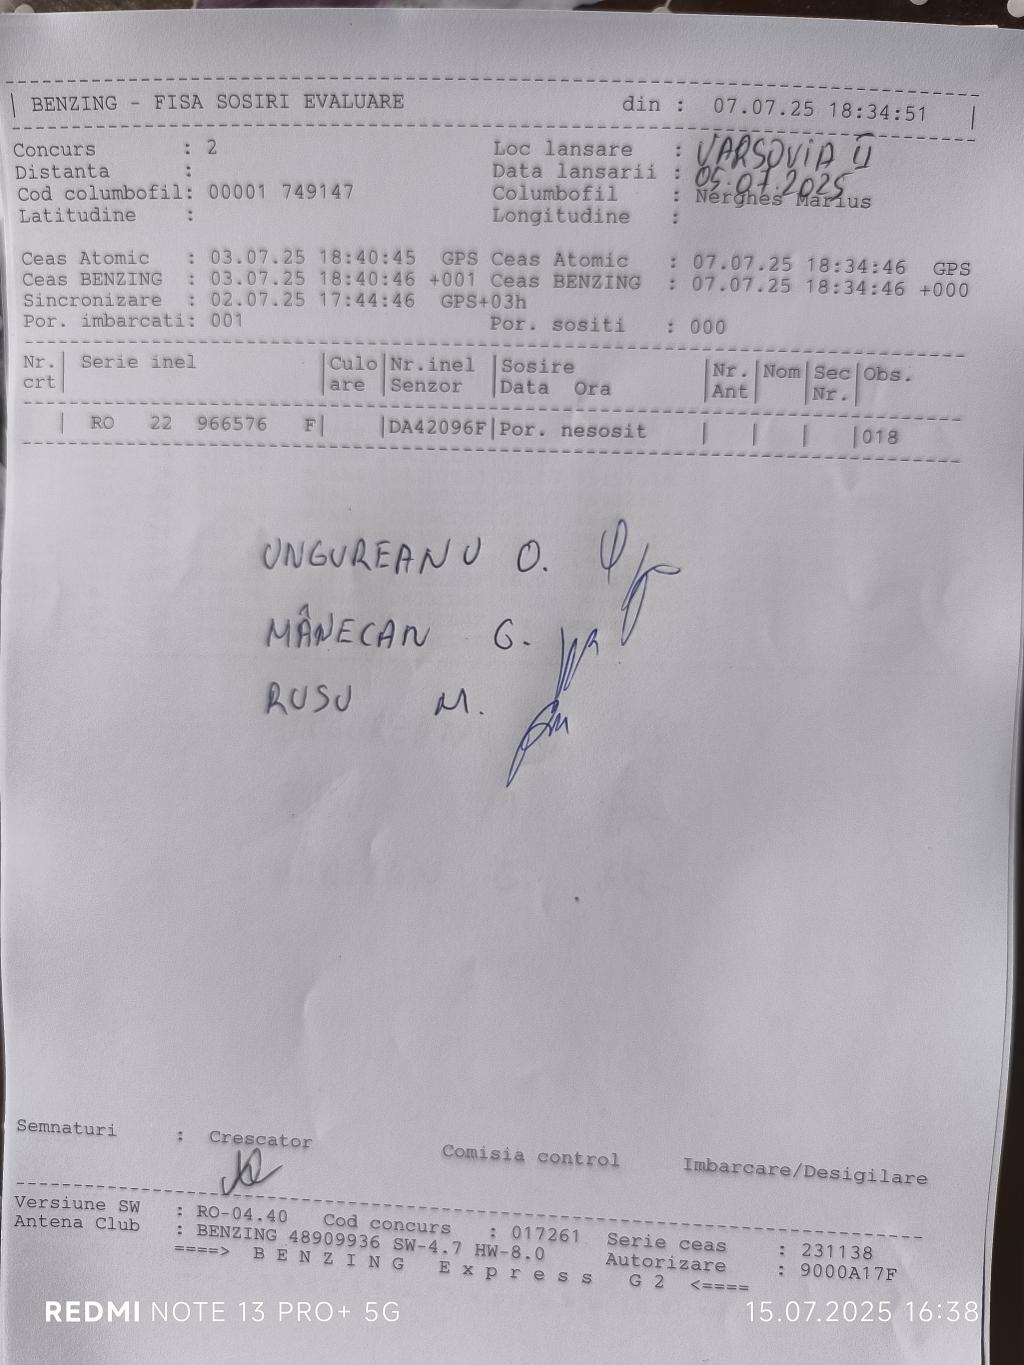 BENZING - FISA SOSIRI EVALUARE din : 07.07.25 18:34:51
Concurs : 2 Loc lansare : VARSOVIA II
Distanta : Data lansarii : 05.07.2025
Cod columbofil: 00001 749147 Columbofil : Nerghes Marius
Latitudine : Longitudine :
Ceas Atomic : 03.07.25 18:40:45 GPS Ceas Atomic : 07.07.25 18:34:46 GPS
Ceas BENZING : 03.07.25 18:40:46 +001 Ceas BENZING : 07.07.25 18:34:46 +000
Sincronizare : 02.07.25 17:44:46 GPS+03h
Por. imbarcati: 001 Por. sositi : 000
Nr. | Serie inel | Culo | Nr.inel | Sosire | Nr. | Nom | Sec | Obs.
crt | | are | Senzor | Data Ora | Ant | | Nr. |
| RO 22 966576 F| |DA42096F|Por. nesosit | | | |018
UNGUREANU O.
MÂNECAN G.
RUSU M.
Semnaturi : Crescator Comisia control Imbarcare/Desigilare
Versiune SW : RO-04.40 Cod concurs : 017261 Serie ceas : 231138
Antena Club : BENZING 48909936 SW-4.7 HW-8.0 Autorizare : 9000A17F
====> B E N Z I N G E x p r e s s G 2 <====
REDMI NOTE 13 PRO+ 5G 15.07.2025 16:38